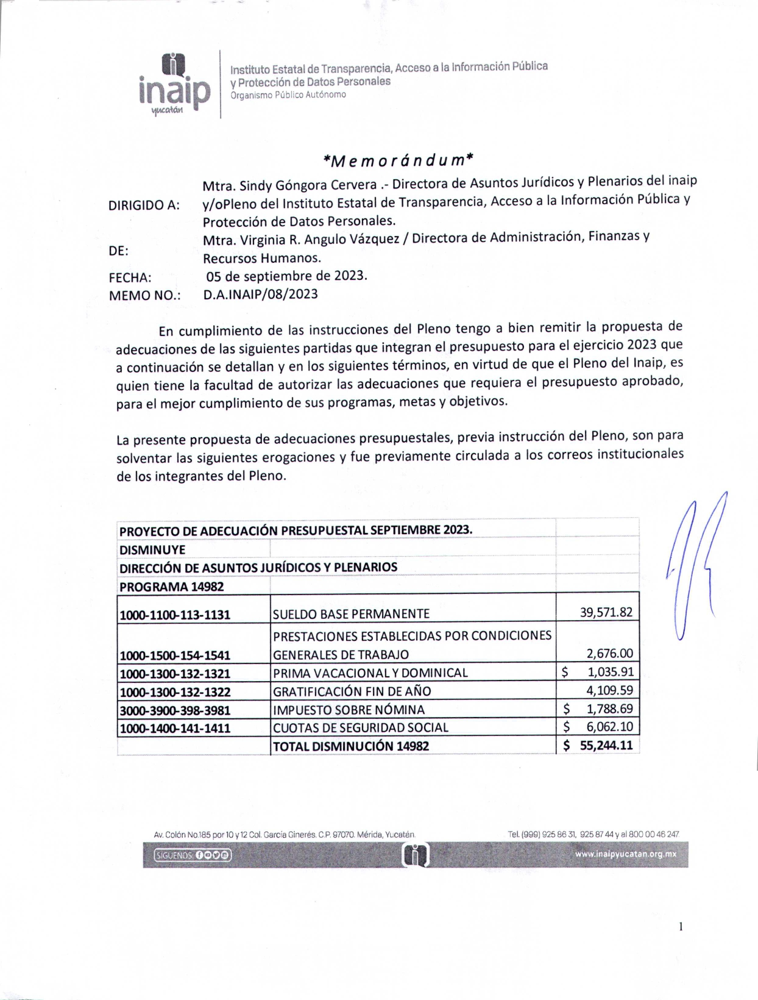 inaip
yucatán
Instituto Estatal de Transparencia, Acceso a la Información Pública
y Protección de Datos Personales
Organismo Público Autónomo
*Memorándum*
DIRIGIDO A: Mtra. Sindy Góngora Cervera .- Directora de Asuntos Jurídicos y Plenarios del inaip
y/oPleno del Instituto Estatal de Transparencia, Acceso a la Información Pública y
Protección de Datos Personales.
DE: Mtra. Virginia R. Angulo Vázquez / Directora de Administración, Finanzas y
Recursos Humanos.
FECHA: 05 de septiembre de 2023.
MEMO NO.: D.A.INAIP/08/2023
En cumplimiento de las instrucciones del Pleno tengo a bien remitir la propuesta de
adecuaciones de las siguientes partidas que integran el presupuesto para el ejercicio 2023 que
a continuación se detallan y en los siguientes términos, en virtud de que el Pleno del Inaip, es
quien tiene la facultad de autorizar las adecuaciones que requiera el presupuesto aprobado,
para el mejor cumplimiento de sus programas, metas y objetivos.
La presente propuesta de adecuaciones presupuestales, previa instrucción del Pleno, son para
solventar las siguientes erogaciones y fue previamente circulada a los correos institucionales
de los integrantes del Pleno.
PROYECTO DE ADECUACIÓN PRESUPUESTAL SEPTIEMBRE 2023.
DISMINUYE
DIRECCIÓN DE ASUNTOS JURÍDICOS Y PLENARIOS
PROGRAMA 14982
1000-1100-113-1131 SUELDO BASE PERMANENTE 39,571.82
PRESTACIONES ESTABLECIDAS POR CONDICIONES
1000-1500-154-1541 GENERALES DE TRABAJO 2,676.00
1000-1300-132-1321 PRIMA VACACIONAL Y DOMINICAL $ 1,035.91
1000-1300-132-1322 GRATIFICACIÓN FIN DE AÑO 4,109.59
3000-3900-398-3981 IMPUESTO SOBRE NÓMINA $ 1,788.69
1000-1400-141-1411 CUOTAS DE SEGURIDAD SOCIAL $ 6,062.10
TOTAL DISMINUCIÓN 14982 $ 55,244.11
Av. Colón No.185 por 10 y 12 Col. García Ginerés. C.P. 97070. Mérida, Yucatán. Tel. (999) 925 86 31, 925 87 44 y al 800 00 46 247
SÍGUENOS: www.inaipyucatan.org.mx
1